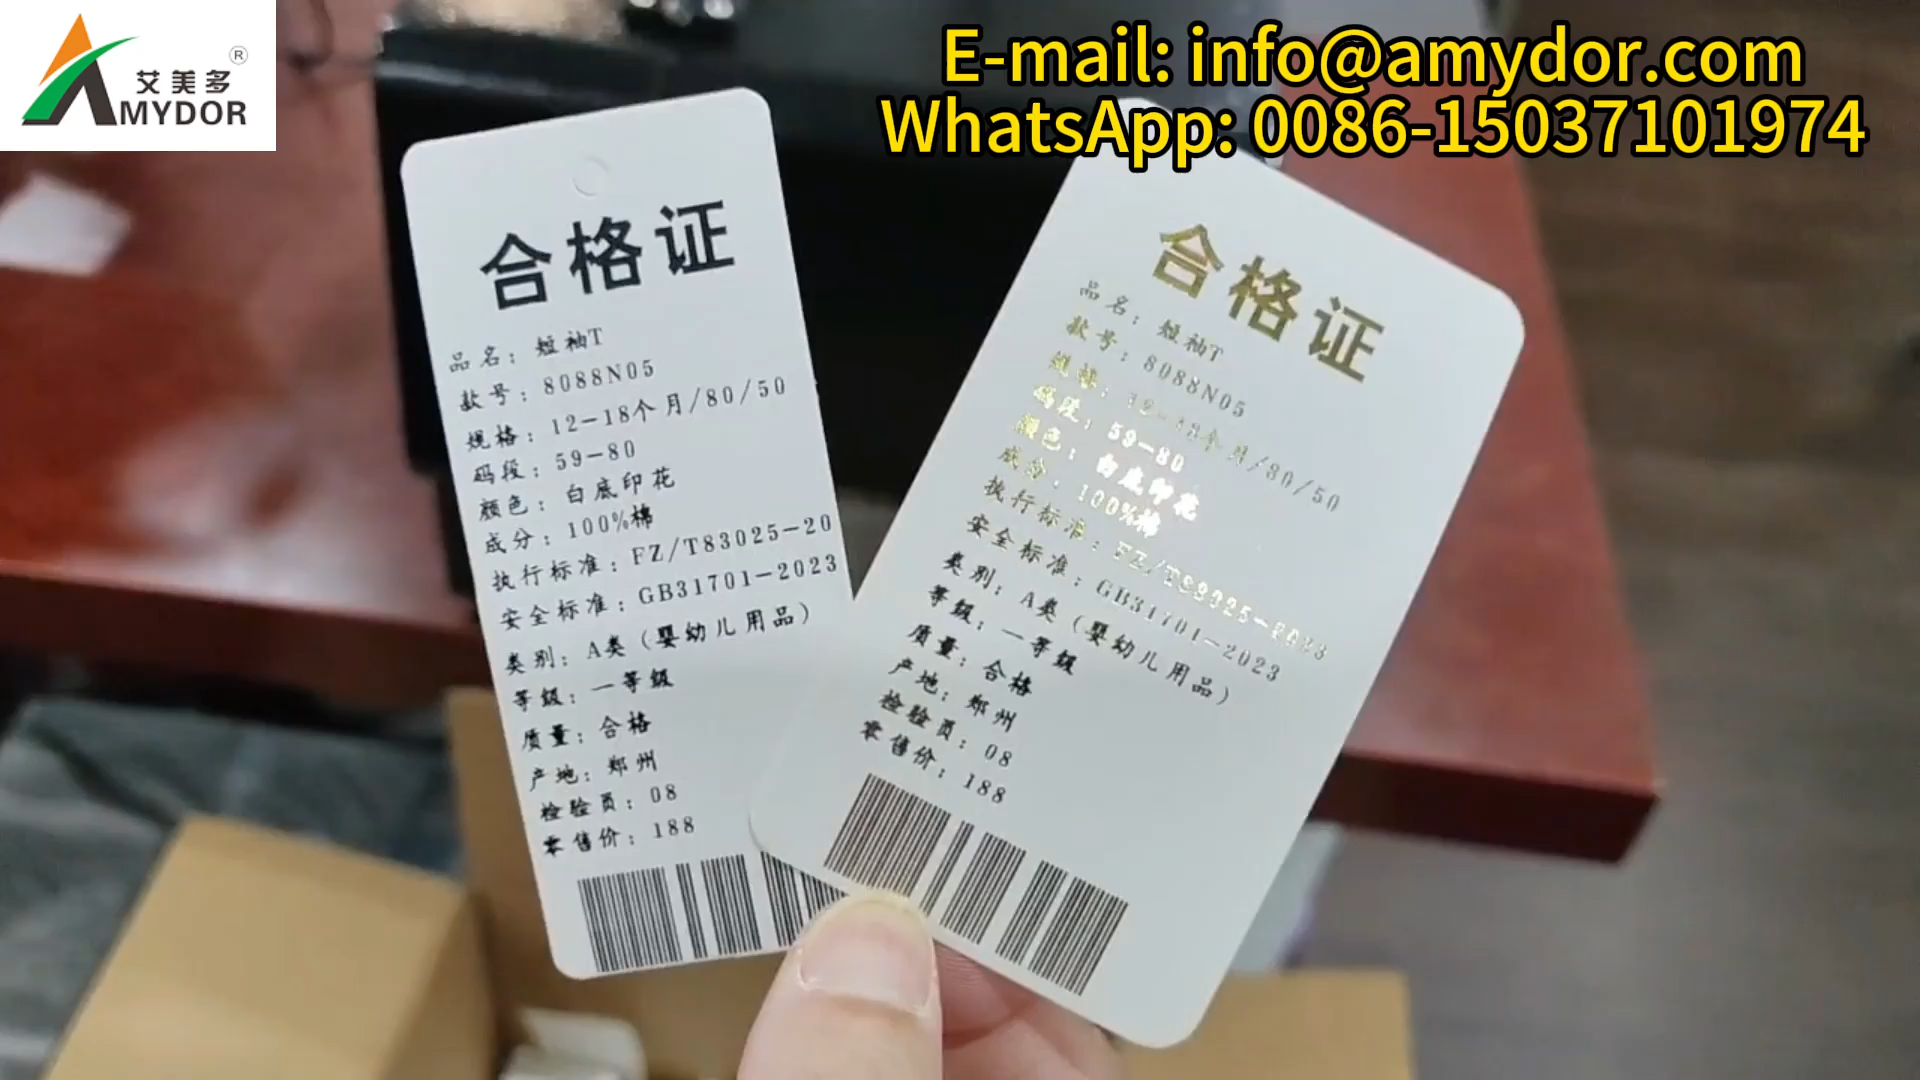 艾美多
AMYDOR
®
E-mail: info@amydor.com
WhatsApp: 0086-15037101974
合格证
品名：短袖T
款号：8088N05
规格：12-18个月/80/50
码段：59-80
颜色：白底印花
成分：100%棉
执行标准：FZ/T83025-20
安全标准：GB31701-2023
类别：A类（婴幼儿用品）
等级：一等级
质量：合格
产地：郑州
检验员：08
零售价：188
合格证
品名：短袖T
款号：8088N05
规格：12-18个月/80/50
码段：59-80
颜色：白底印花
成分：100%棉
执行标准：FZ/T83025-2023
安全标准：GB31701-2023
类别：A类（婴幼儿用品）
等级：一等级
质量：合格
产地：郑州
检验员：08
零售价：188